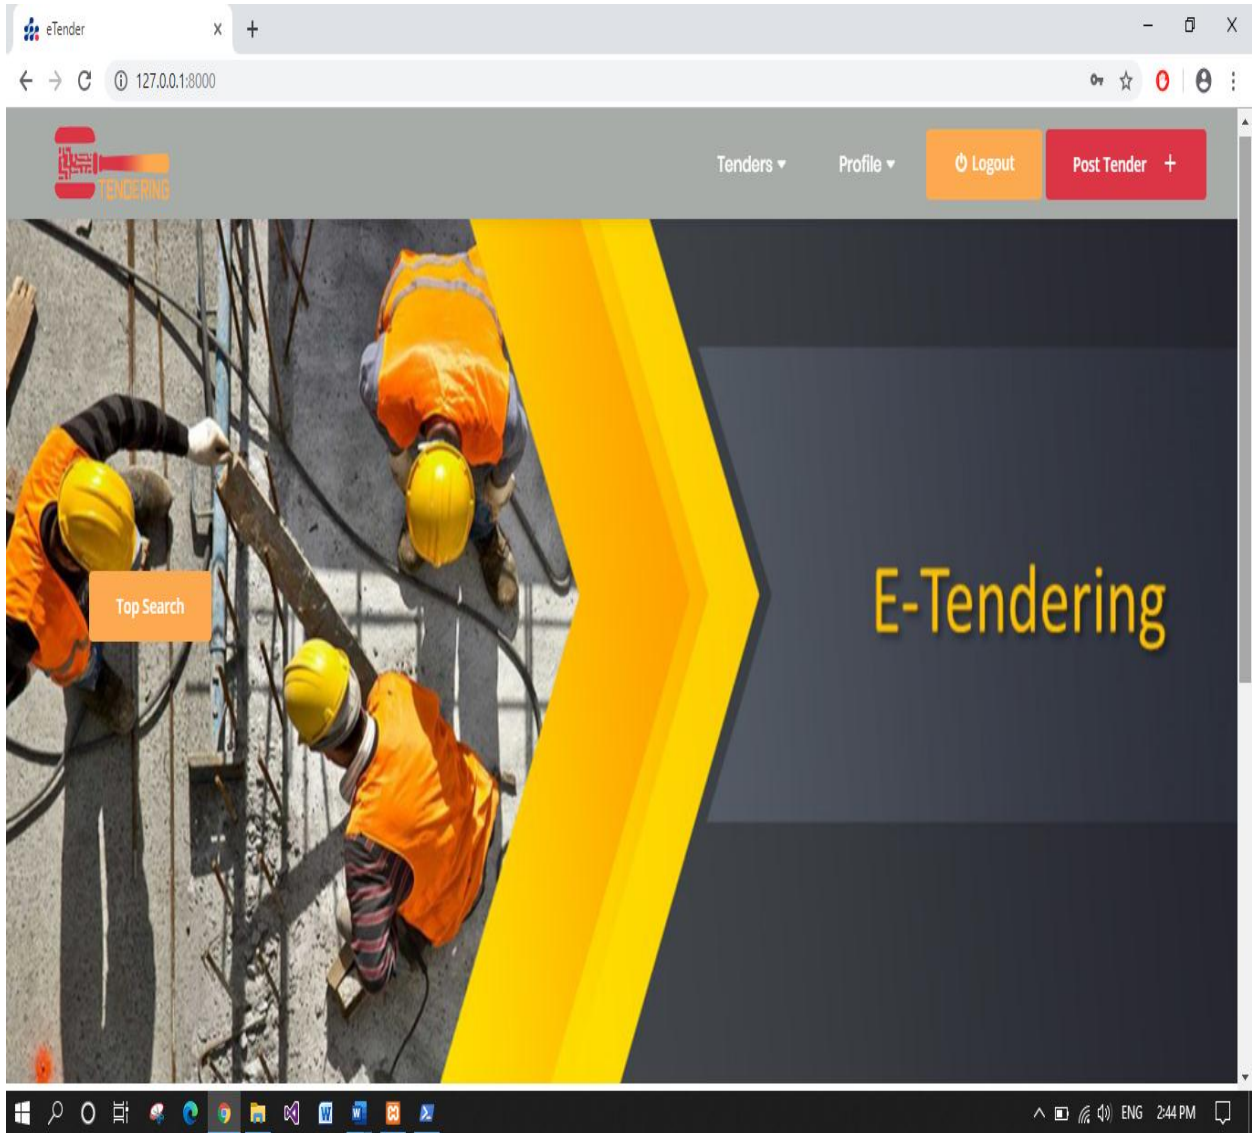 eTender
127.0.0.1:8000
TENDERING
Tenders
Profile
Logout
Post Tender +
Top Search
E-Tendering
ENG
2:44 PM